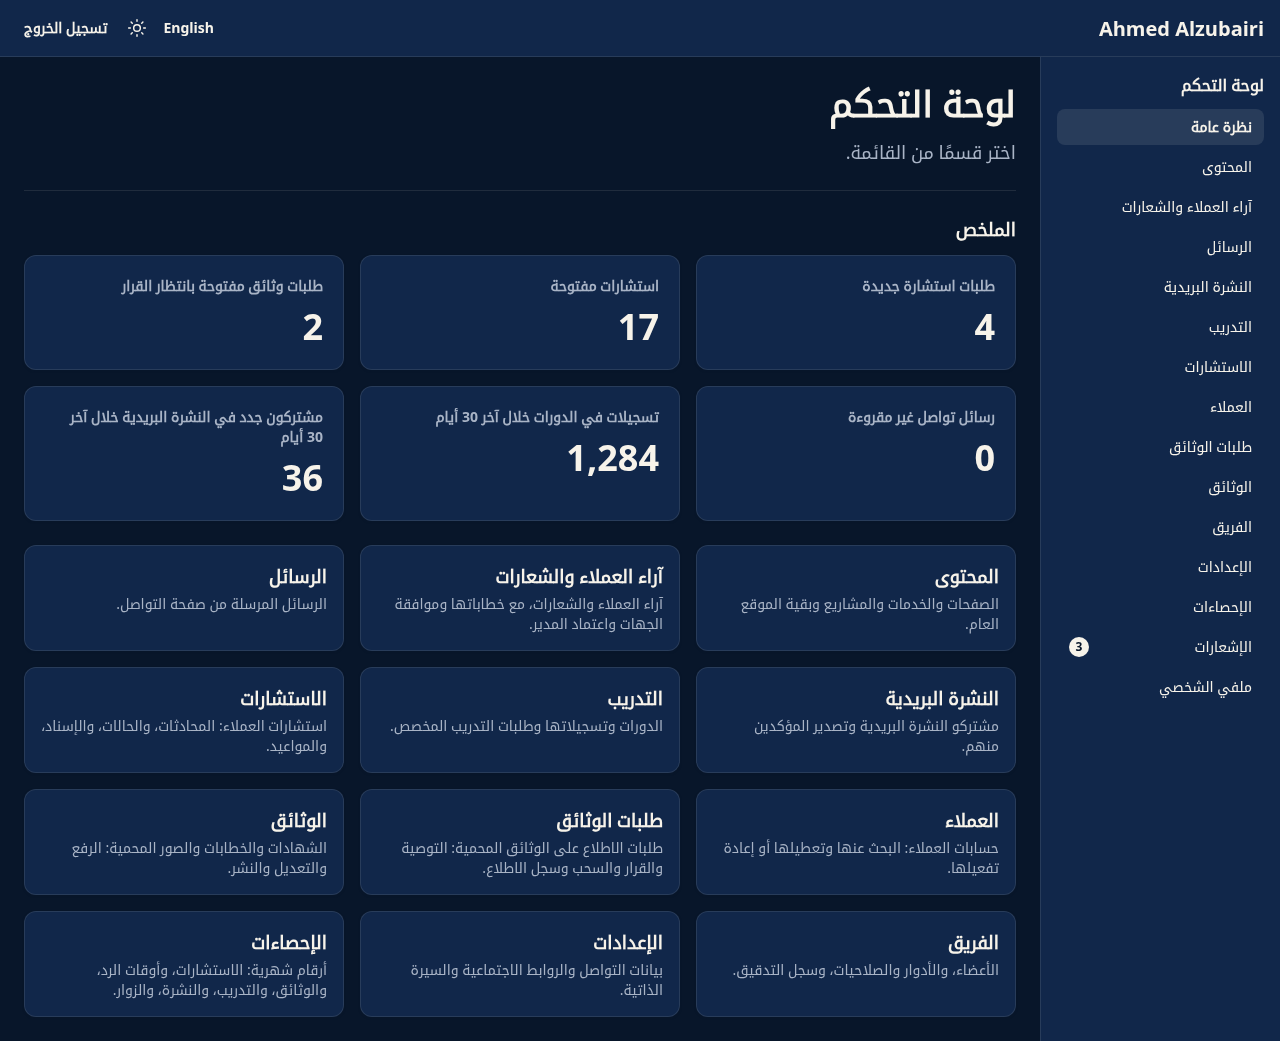 Ahmed Alzubairi
English
تسجيل الخروج
لوحة التحكم
نظرة عامة
المحتوى
آراء العملاء والشعارات
الرسائل
النشرة البريدية
التدريب
الاستشارات
العملاء
طلبات الوثائق
الوثائق
الفريق
الإعدادات
الإحصاءات
الإشعارات
3
ملفي الشخصي
لوحة التحكم
اختر قسمًا من القائمة.
الملخص
طلبات استشارة جديدة
4
استشارات مفتوحة
17
طلبات وثائق مفتوحة بانتظار القرار
2
رسائل تواصل غير مقروءة
0
تسجيلات في الدورات خلال آخر 30 أيام
1,284
مشتركون جدد في النشرة البريدية خلال آخر
30 أيام
36
المحتوى
الصفحات والخدمات والمشاريع وبقية الموقع
العام.
آراء العملاء والشعارات
آراء العملاء والشعارات، مع خطاباتها وموافقة
الجهات واعتماد المدير.
الرسائل
الرسائل المرسلة من صفحة التواصل.
النشرة البريدية
مشتركو النشرة البريدية وتصدير المؤكدين
منهم.
التدريب
الدورات وتسجيلاتها وطلبات التدريب المخصص.
الاستشارات
استشارات العملاء: المحادثات، والحالات، والإسناد،
والمواعيد.
العملاء
حسابات العملاء: البحث عنها وتعطيلها أو إعادة
تفعيلها.
طلبات الوثائق
طلبات الاطلاع على الوثائق المحمية: التوصية
والقرار والسحب وسجل الاطلاع.
الوثائق
الشهادات والخطابات والصور المحمية: الرفع
والتعديل والنشر.
الفريق
الأعضاء، والأدوار والصلاحيات، وسجل التدقيق.
الإعدادات
بيانات التواصل والروابط الاجتماعية والسيرة
الذاتية.
الإحصاءات
أرقام شهرية: الاستشارات، وأوقات الرد،
والوثائق، والتدريب، والنشرة، والزوار.